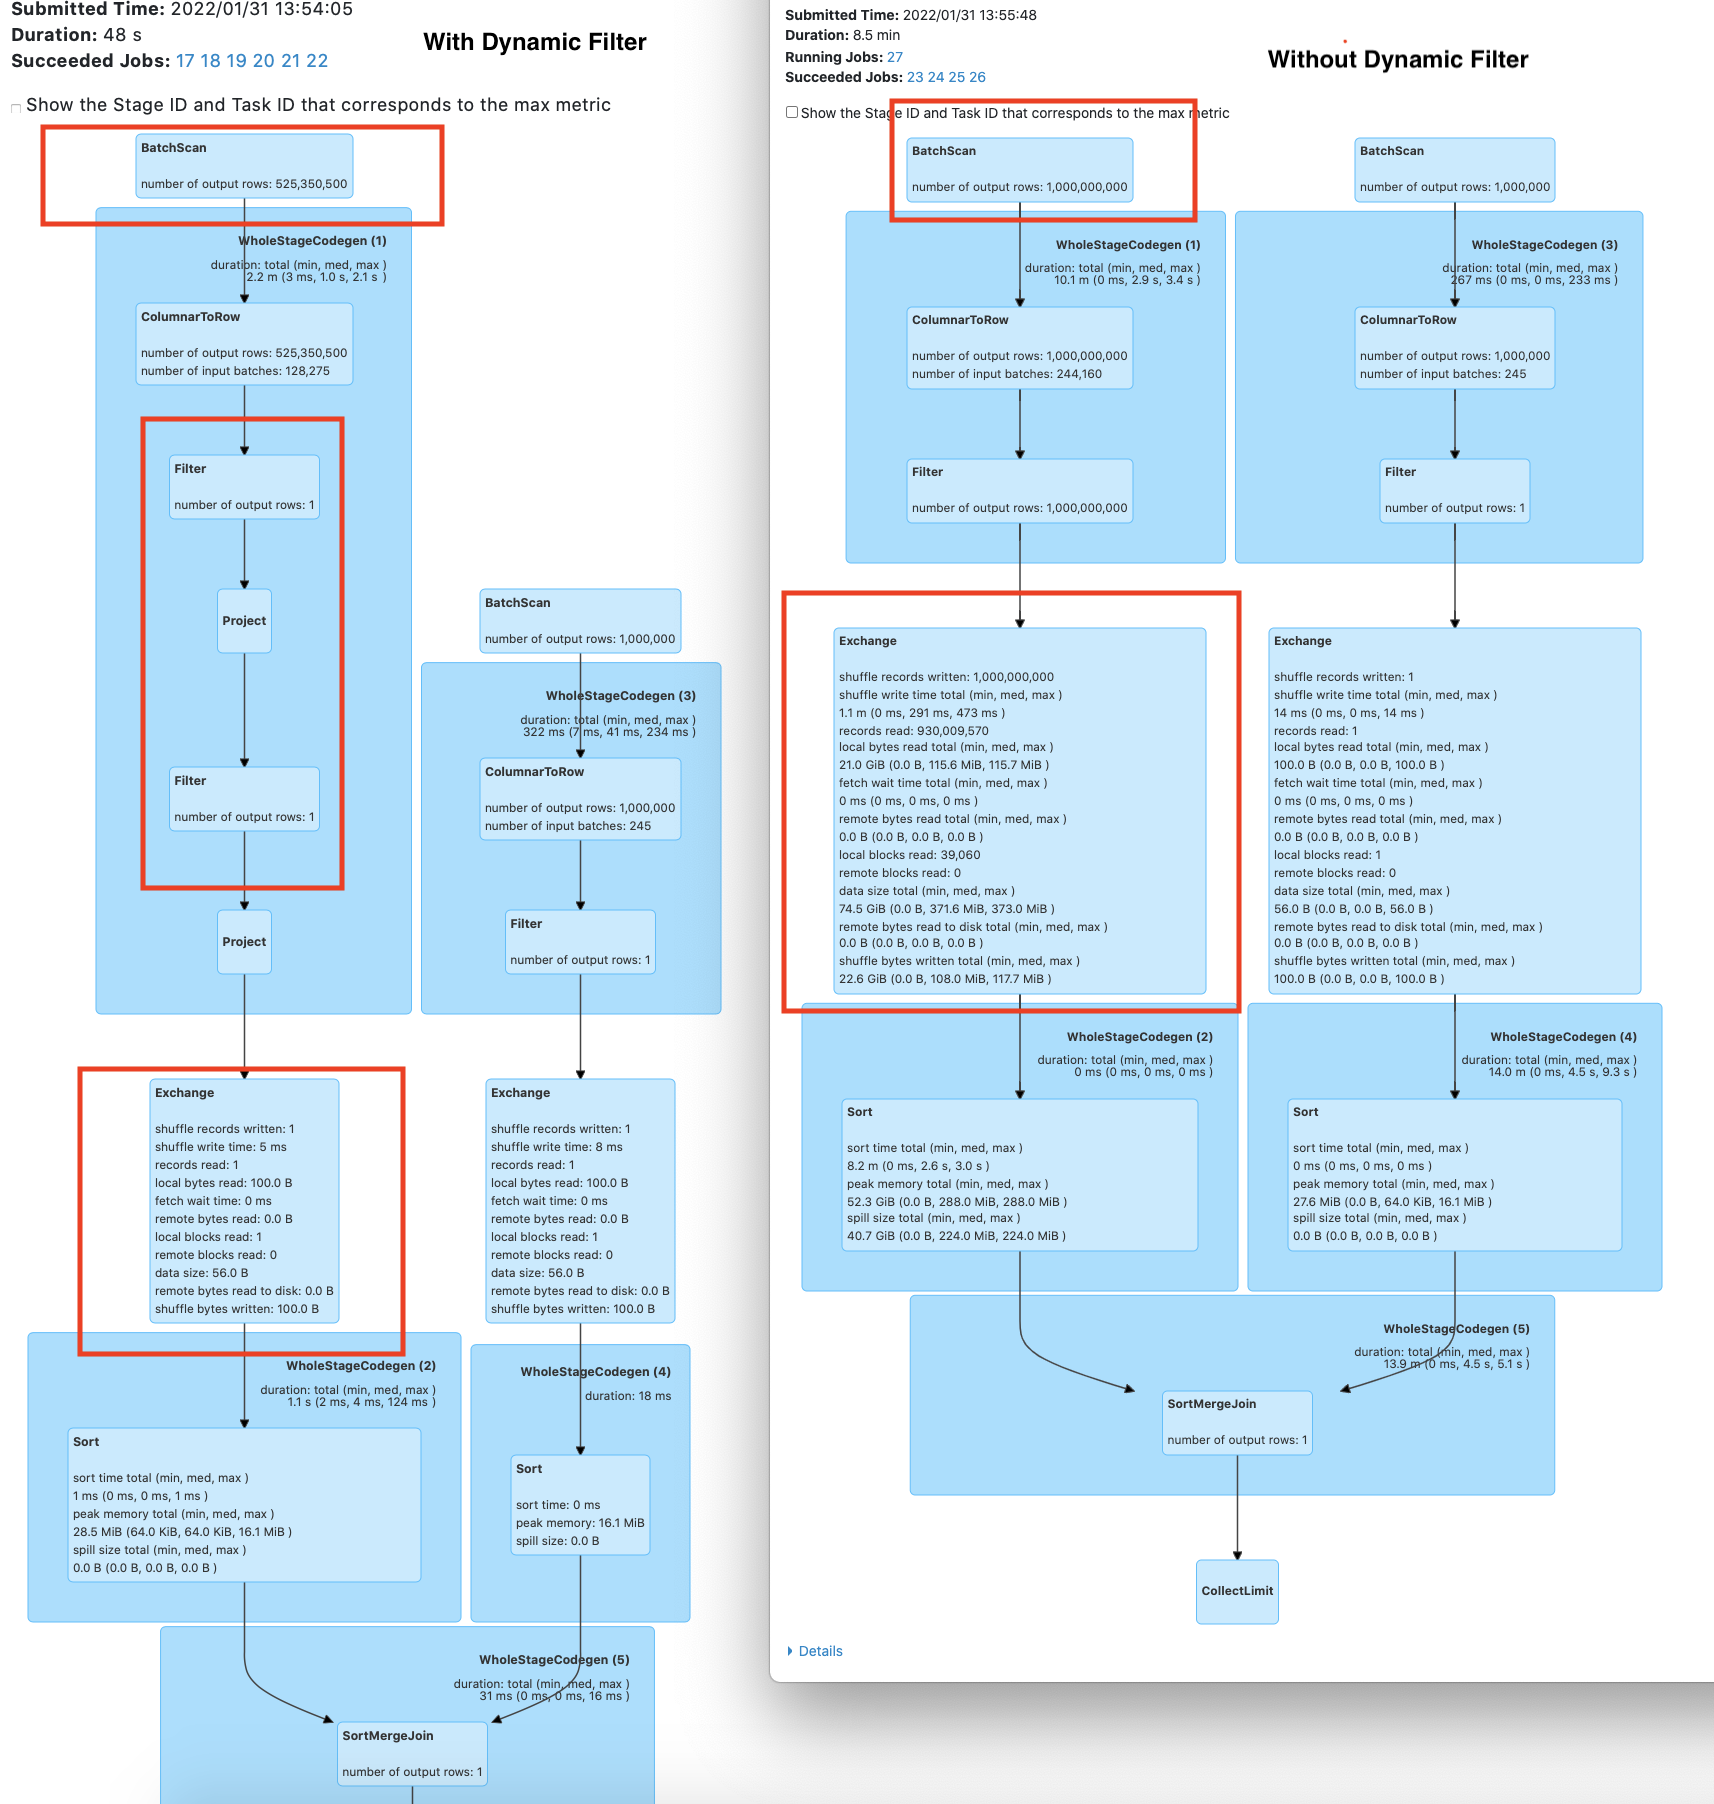 Submitted Time: 2022/01/31 13:54:05
Duration: 48 s
Succeeded Jobs: 17 18 19 20 21 22
With Dynamic Filter
Show the Stage ID and Task ID that corresponds to the max metric
BatchScan
number of output rows: 525,350,500
WholeStageCodegen (1)
duration: total (min, med, max )
2.2 m (3 ms, 1.0 s, 2.1 s )
ColumnarToRow
number of output rows: 525,350,500
number of input batches: 128,275
Filter
number of output rows: 1
Project
Filter
number of output rows: 1
Project
BatchScan
number of output rows: 1,000,000
WholeStageCodegen (3)
duration: total (min, med, max )
322 ms (7 ms, 41 ms, 234 ms )
ColumnarToRow
number of output rows: 1,000,000
number of input batches: 245
Filter
number of output rows: 1
Exchange
shuffle records written: 1
shuffle write time: 5 ms
records read: 1
local bytes read: 100.0 B
fetch wait time: 0 ms
remote bytes read: 0.0 B
local blocks read: 1
remote blocks read: 0
data size: 56.0 B
remote bytes read to disk: 0.0 B
shuffle bytes written: 100.0 B
Exchange
shuffle records written: 1
shuffle write time: 8 ms
records read: 1
local bytes read: 100.0 B
fetch wait time: 0 ms
remote bytes read: 0.0 B
local blocks read: 1
remote blocks read: 0
data size: 56.0 B
remote bytes read to disk: 0.0 B
shuffle bytes written: 100.0 B
WholeStageCodegen (2)
duration: total (min, med, max )
1.1 s (2 ms, 4 ms, 124 ms )
Sort
sort time total (min, med, max )
1 ms (0 ms, 0 ms, 1 ms )
peak memory total (min, med, max )
28.5 MiB (64.0 KiB, 64.0 KiB, 16.1 MiB )
spill size total (min, med, max )
0.0 B (0.0 B, 0.0 B, 0.0 B )
WholeStageCodegen (4)
duration: 18 ms
Sort
sort time: 0 ms
peak memory: 16.1 MiB
spill size: 0.0 B
WholeStageCodegen (5)
duration: total (min, med, max )
31 ms (0 ms, 0 ms, 16 ms )
SortMergeJoin
number of output rows: 1
Submitted Time: 2022/01/31 13:55:48
Duration: 8.5 min
Running Jobs: 27
Succeeded Jobs: 23 24 25 26
Without Dynamic Filter
Show the Stage ID and Task ID that corresponds to the max metric
BatchScan
number of output rows: 1,000,000,000
WholeStageCodegen (1)
duration: total (min, med, max )
10.1 m (0 ms, 2.9 s, 3.4 s )
ColumnarToRow
number of output rows: 1,000,000,000
number of input batches: 244,160
Filter
number of output rows: 1,000,000,000
BatchScan
number of output rows: 1,000,000
WholeStageCodegen (3)
duration: total (min, med, max )
267 ms (0 ms, 0 ms, 233 ms )
ColumnarToRow
number of output rows: 1,000,000
number of input batches: 245
Filter
number of output rows: 1
Exchange
shuffle records written: 1,000,000,000
shuffle write time total (min, med, max )
1.1 m (0 ms, 291 ms, 473 ms )
records read: 930,009,570
local bytes read total (min, med, max )
21.0 GiB (0.0 B, 115.6 MiB, 115.7 MiB )
fetch wait time total (min, med, max )
0 ms (0 ms, 0 ms, 0 ms )
remote bytes read total (min, med, max )
0.0 B (0.0 B, 0.0 B, 0.0 B )
local blocks read: 39,060
remote blocks read: 0
data size total (min, med, max )
74.5 GiB (0.0 B, 371.6 MiB, 373.0 MiB )
remote bytes read to disk total (min, med, max )
0.0 B (0.0 B, 0.0 B, 0.0 B )
shuffle bytes written total (min, med, max )
22.6 GiB (0.0 B, 108.0 MiB, 117.7 MiB )
Exchange
shuffle records written: 1
shuffle write time total (min, med, max )
14 ms (0 ms, 0 ms, 14 ms )
records read: 1
local bytes read total (min, med, max )
100.0 B (0.0 B, 0.0 B, 100.0 B )
fetch wait time total (min, med, max )
0 ms (0 ms, 0 ms, 0 ms )
remote bytes read total (min, med, max )
0.0 B (0.0 B, 0.0 B, 0.0 B )
local blocks read: 1
remote blocks read: 0
data size total (min, med, max )
56.0 B (0.0 B, 0.0 B, 56.0 B )
remote bytes read to disk total (min, med, max )
0.0 B (0.0 B, 0.0 B, 0.0 B )
shuffle bytes written total (min, med, max )
100.0 B (0.0 B, 0.0 B, 100.0 B )
WholeStageCodegen (2)
duration: total (min, med, max )
0 ms (0 ms, 0 ms, 0 ms )
Sort
sort time total (min, med, max )
8.2 m (0 ms, 2.6 s, 3.0 s )
peak memory total (min, med, max )
52.3 GiB (0.0 B, 288.0 MiB, 288.0 MiB )
spill size total (min, med, max )
40.7 GiB (0.0 B, 224.0 MiB, 224.0 MiB )
WholeStageCodegen (4)
duration: total (min, med, max )
14.0 m (0 ms, 4.5 s, 9.3 s )
Sort
sort time total (min, med, max )
0 ms (0 ms, 0 ms, 0 ms )
peak memory total (min, med, max )
27.6 MiB (0.0 B, 64.0 KiB, 16.1 MiB )
spill size total (min, med, max )
0.0 B (0.0 B, 0.0 B, 0.0 B )
WholeStageCodegen (5)
duration: total (min, med, max )
13.9 m (0 ms, 4.5 s, 5.1 s )
SortMergeJoin
number of output rows: 1
CollectLimit
Details